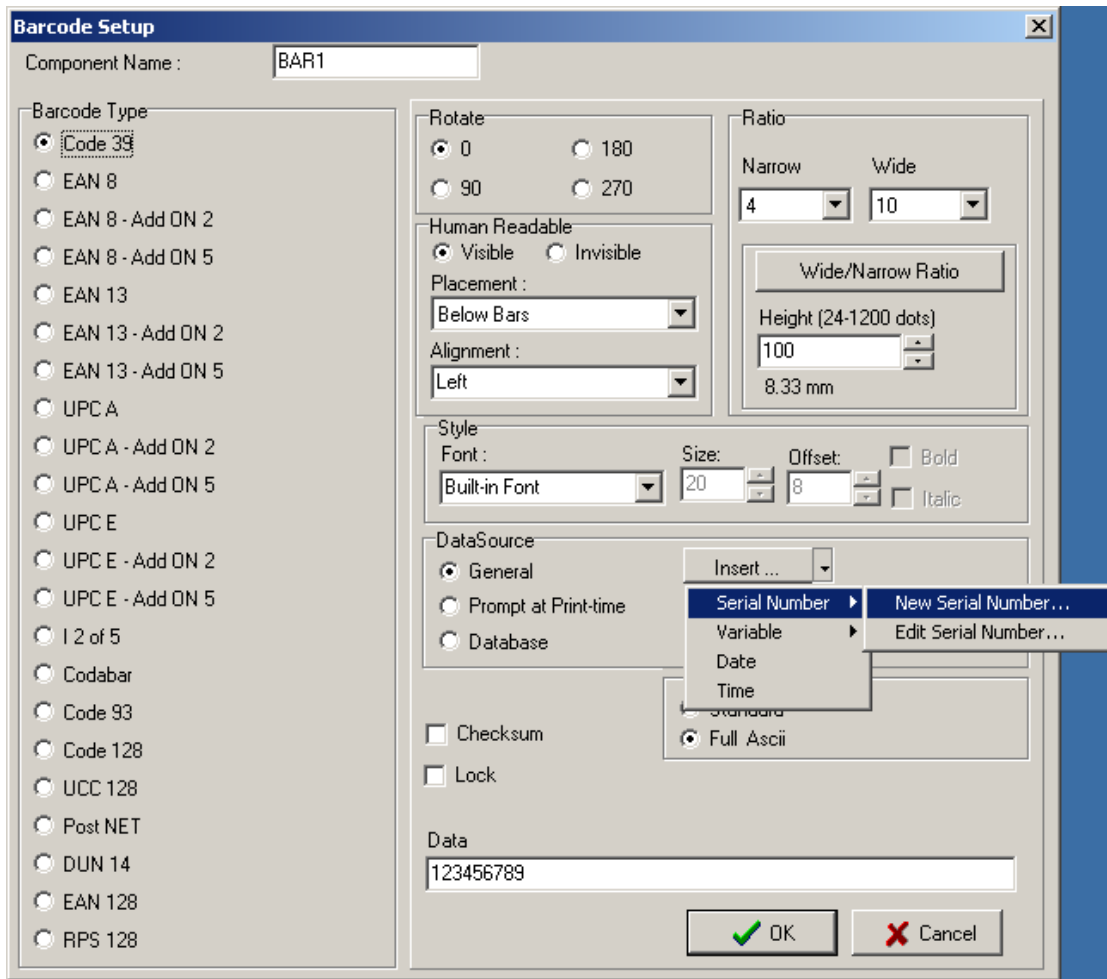 Barcode Setup
Component Name :
BAR1
Barcode Type
Code 39
EAN 8
EAN 8 - Add ON 2
EAN 8 - Add ON 5
EAN 13
EAN 13 - Add ON 2
EAN 13 - Add ON 5
UPC A
UPC A - Add ON 2
UPC A - Add ON 5
UPC E
UPC E - Add ON 2
UPC E - Add ON 5
I 2 of 5
Codabar
Code 93
Code 128
UCC 128
Post NET
DUN 14
EAN 128
RPS 128
Rotate
0 180
90 270
Human Readable
Visible Invisible
Placement :
Below Bars
Alignment :
Left
Ratio
Narrow Wide
4 10
Wide/Narrow Ratio
Height (24-1200 dots)
100
8.33 mm
Style
Font : Size: Offset: Bold
Built-in Font 20 8 Italic
DataSource
General
Prompt at Print-time
Database
Insert ...
Serial Number
Variable
Date
Time
New Serial Number...
Edit Serial Number...
Standard
Full Ascii
Checksum
Lock
Data
123456789
OK Cancel